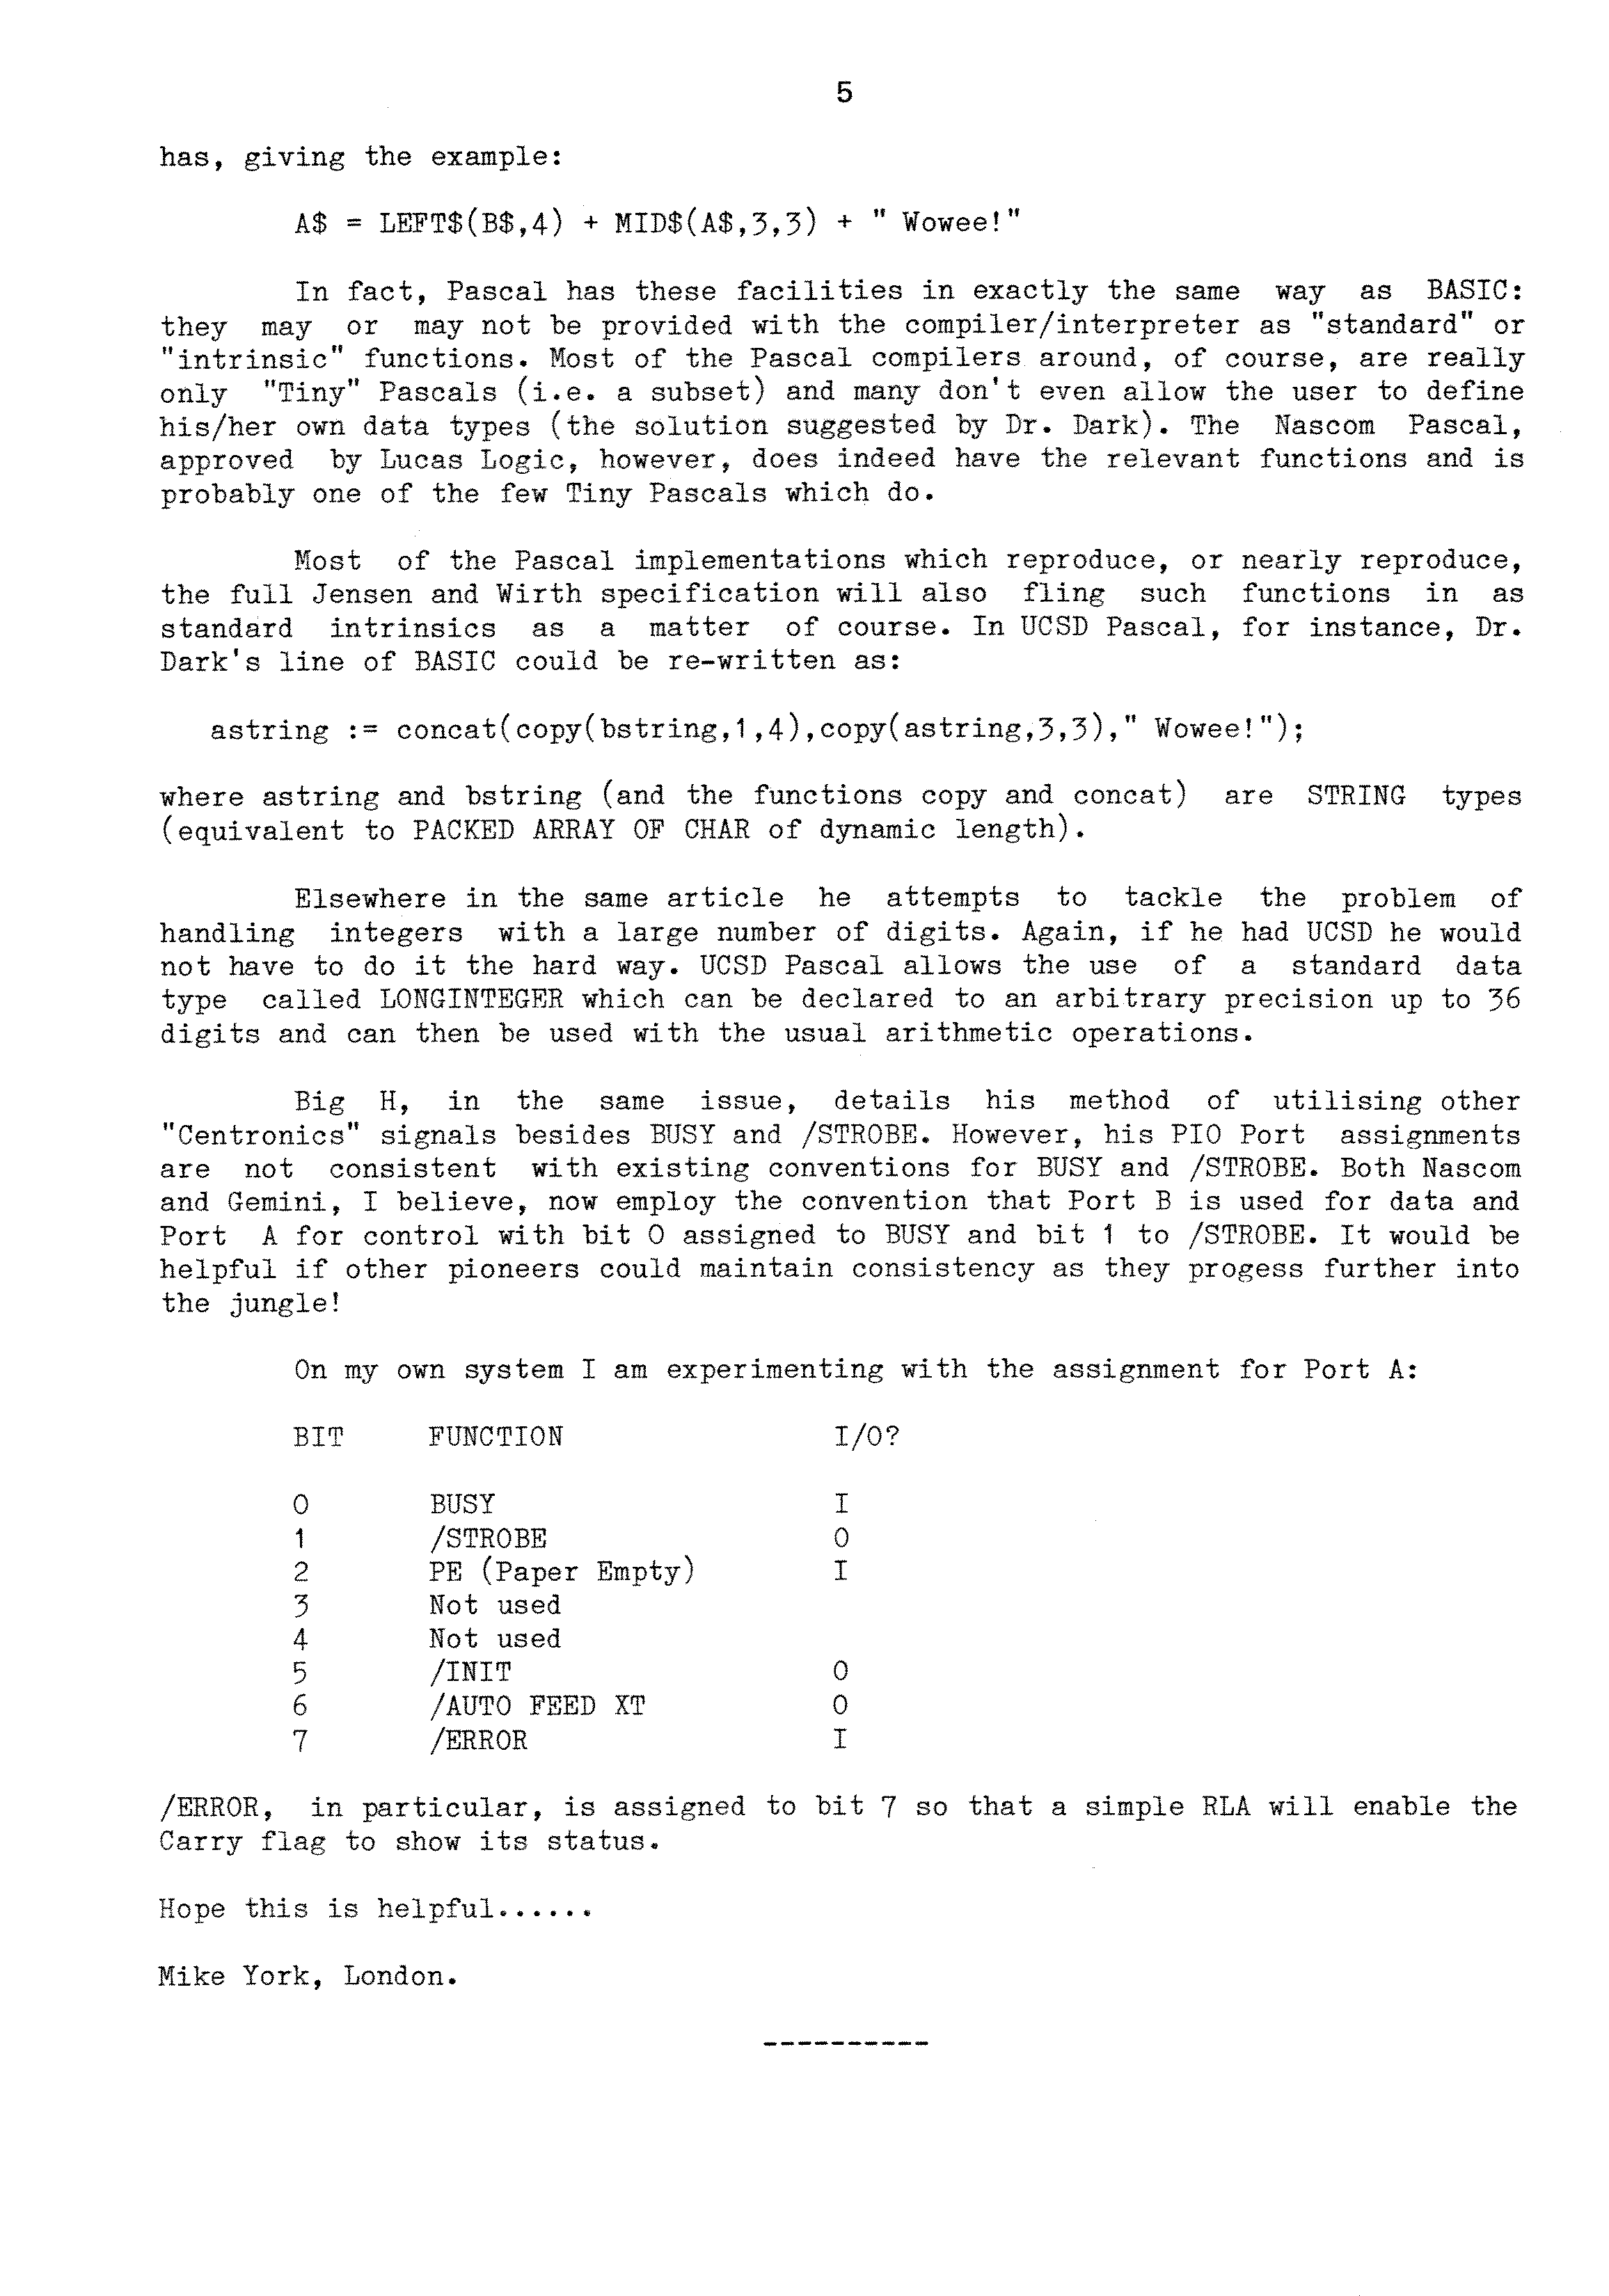 5
has, giving the example:
A$ = LEFT$(B$,4) + MID$(A$,3,3) + " Wowee!"
In fact, Pascal has these facilities in exactly the same way as BASIC:
they may or may not be provided with the compiler/interpreter as "standard" or
"intrinsic" functions. Most of the Pascal compilers around, of course, are really
only "Tiny" Pascals (i.e. a subset) and many don't even allow the user to define
his/her own data types (the solution suggested by Dr. Dark). The Nascom Pascal,
approved by Lucas Logic, however, does indeed have the relevant functions and is
probably one of the few Tiny Pascals which do.
Most of the Pascal implementations which reproduce, or nearly reproduce,
the full Jensen and Wirth specification will also fling such functions in as
standard intrinsics as a matter of course. In UCSD Pascal, for instance, Dr.
Dark's line of BASIC could be re-written as:
astring := concat(copy(bstring,1,4),copy(astring,3,3)," Wowee!");
where astring and bstring (and the functions copy and concat) are STRING types
(equivalent to PACKED ARRAY OF CHAR of dynamic length).
Elsewhere in the same article he attempts to tackle the problem of
handling integers with a large number of digits. Again, if he had UCSD he would
not have to do it the hard way. UCSD Pascal allows the use of a standard data
type called LONGINTEGER which can be declared to an arbitrary precision up to 36
digits and can then be used with the usual arithmetic operations.
Big H, in the same issue, details his method of utilising other
"Centronics" signals besides BUSY and /STROBE. However, his PIO Port assignments
are not consistent with existing conventions for BUSY and /STROBE. Both Nascom
and Gemini, I believe, now employ the convention that Port B is used for data and
Port A for control with bit 0 assigned to BUSY and bit 1 to /STROBE. It would be
helpful if other pioneers could maintain consistency as they progess further into
the jungle!
On my own system I am experimenting with the assignment for Port A:
BIT FUNCTION I/O?
0 BUSY I
1 /STROBE O
2 PE (Paper Empty) I
3 Not used
4 Not used
5 /INIT O
6 /AUTO FEED XT O
7 /ERROR I
/ERROR, in particular, is assigned to bit 7 so that a simple RLA will enable the
Carry flag to show its status.
Hope this is helpful......
Mike York, London.
----------